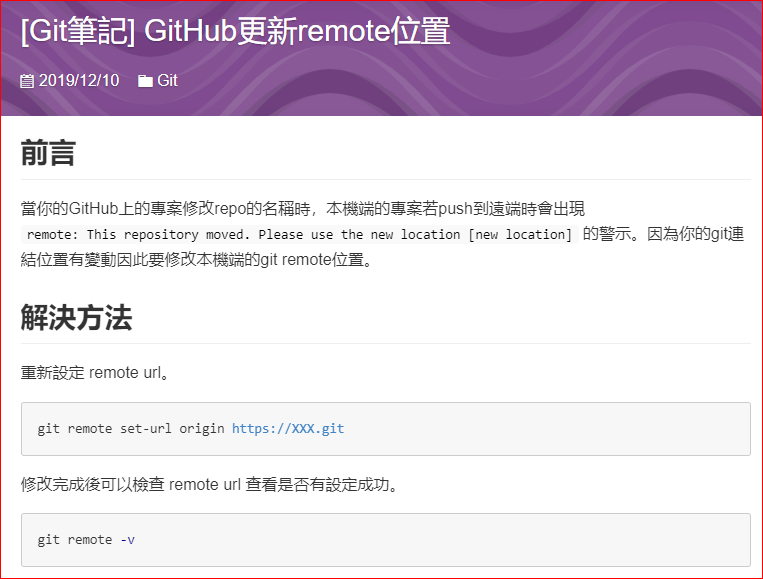 [Git筆記] GitHub更新remote位置
2019/12/10 Git
前言
當你的GitHub上的專案修改repo的名稱時，本機端的專案若push到遠端時會出現
remote: This repository moved. Please use the new location [new location] 的警示。因為你的git連
結位置有變動因此要修改本機端的git remote位置。
解決方法
重新設定 remote url。
git remote set-url origin https://XXX.git
修改完成後可以檢查 remote url 查看是否有設定成功。
git remote -v